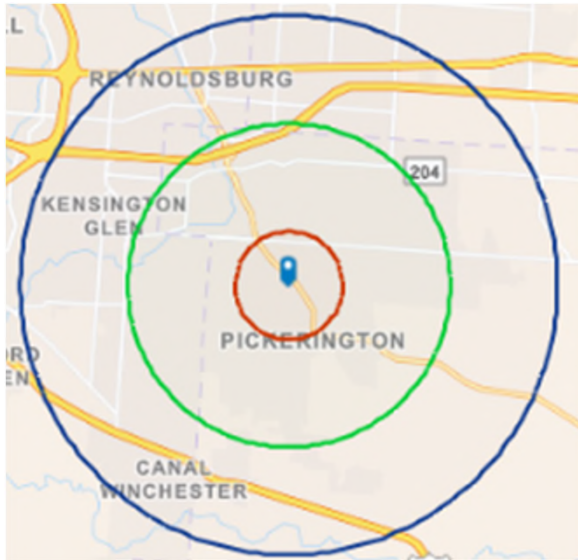 REYNOLDSBURG
204
KENSINGTON
GLEN
PICKERINGTON
CANAL
WINCHESTER